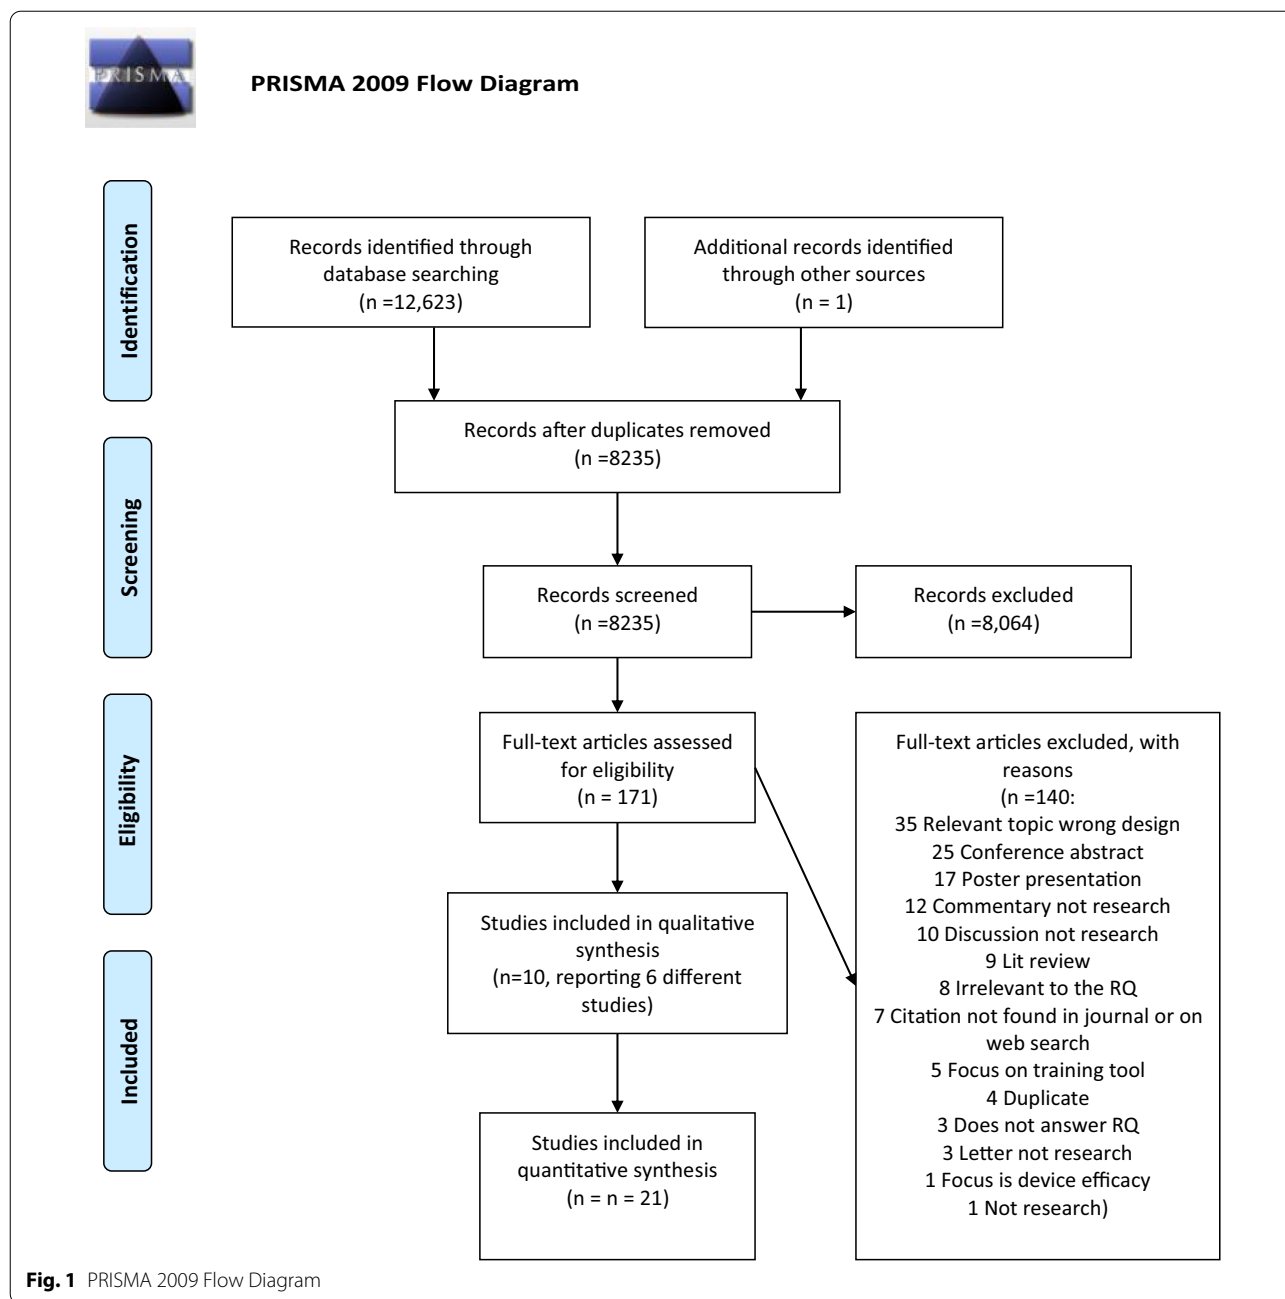 PRISMA
PRISMA 2009 Flow Diagram
Identification
Records identified through
database searching
(n =12,623)
Additional records identified
through other sources
(n = 1)
Records after duplicates removed
(n =8235)
Screening
Records screened
(n =8235)
Records excluded
(n =8,064)
Eligibility
Full-text articles assessed
for eligibility
(n = 171)
Full-text articles excluded, with
reasons
(n =140:
35 Relevant topic wrong design
25 Conference abstract
17 Poster presentation
12 Commentary not research
10 Discussion not research
9 Lit review
8 Irrelevant to the RQ
7 Citation not found in journal or on
web search
5 Focus on training tool
4 Duplicate
3 Does not answer RQ
3 Letter not research
1 Focus is device efficacy
1 Not research)
Studies included in qualitative
synthesis
(n=10, reporting 6 different
studies)
Included
Studies included in
quantitative synthesis
(n = n = 21)
Fig. 1 PRISMA 2009 Flow Diagram